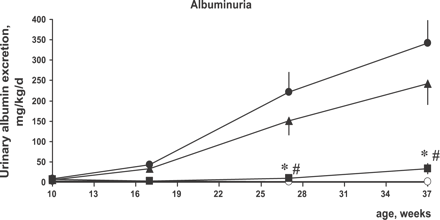 Albuminuria
Urinary albumin excretion,
mg/kg/d
400
350
300
250
200
150
100
50
0
* #
* #
10 13 16 19 22 25 28 31 34 37
age, weeks